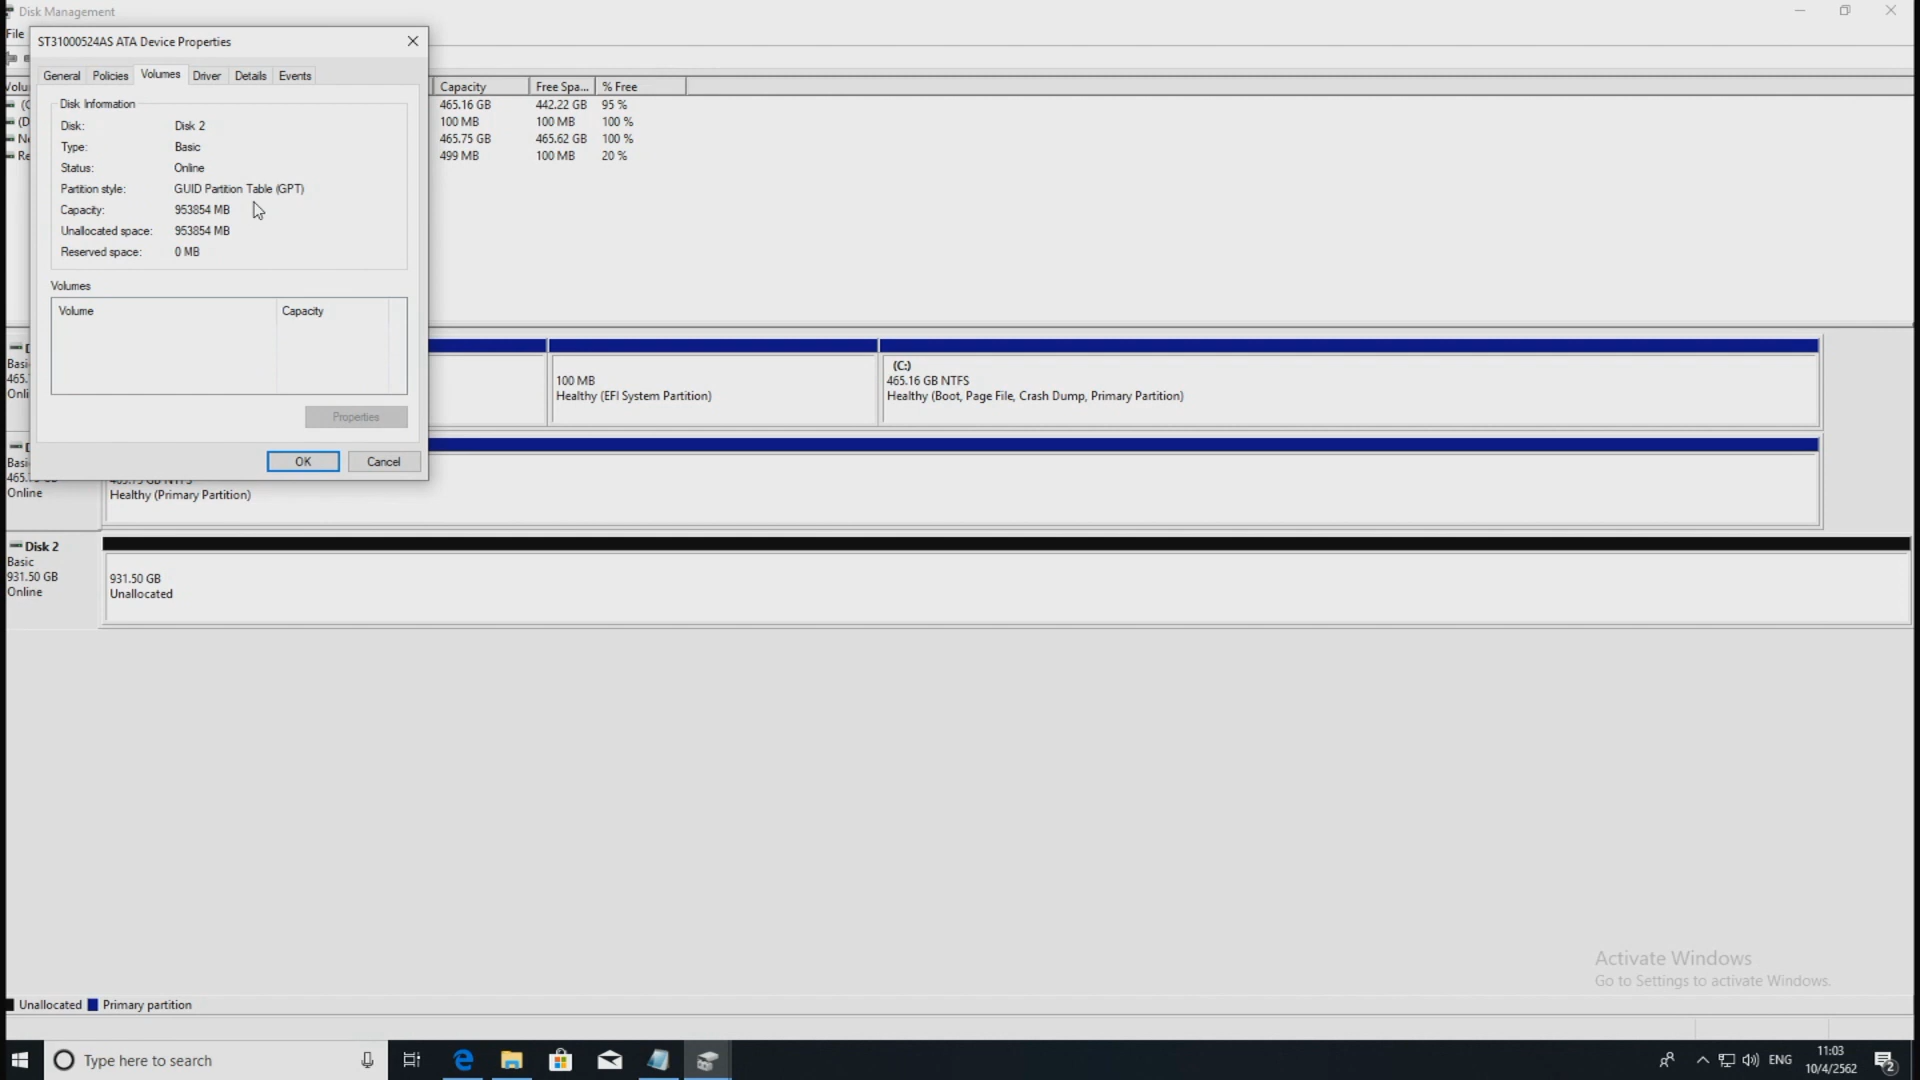 Disk Management
File
ST31000524AS ATA Device Properties
General Policies Volumes Driver Details Events
Disk Information
Disk: Disk 2
Type: Basic
Status: Online
Partition style: GUID Partition Table (GPT)
Capacity: 953854 MB
Unallocated space: 953854 MB
Reserved space: 0 MB
Volumes
Volume Capacity
Properties
OK Cancel
Capacity Free Spa... % Free
465.16 GB 442.22 GB 95 %
100 MB 100 MB 100 %
465.75 GB 465.62 GB 100 %
499 MB 100 MB 20 %
100 MB
Healthy (EFI System Partition)
(C:)
465.16 GB NTFS
Healthy (Boot, Page File, Crash Dump, Primary Partition)
Online
Healthy (Primary Partition)
Disk 2
Basic
931.50 GB
Online
931.50 GB
Unallocated
Activate Windows
Go to Settings to activate Windows.
Unallocated Primary partition
Type here to search
ENG
11:03
10/4/2562
2